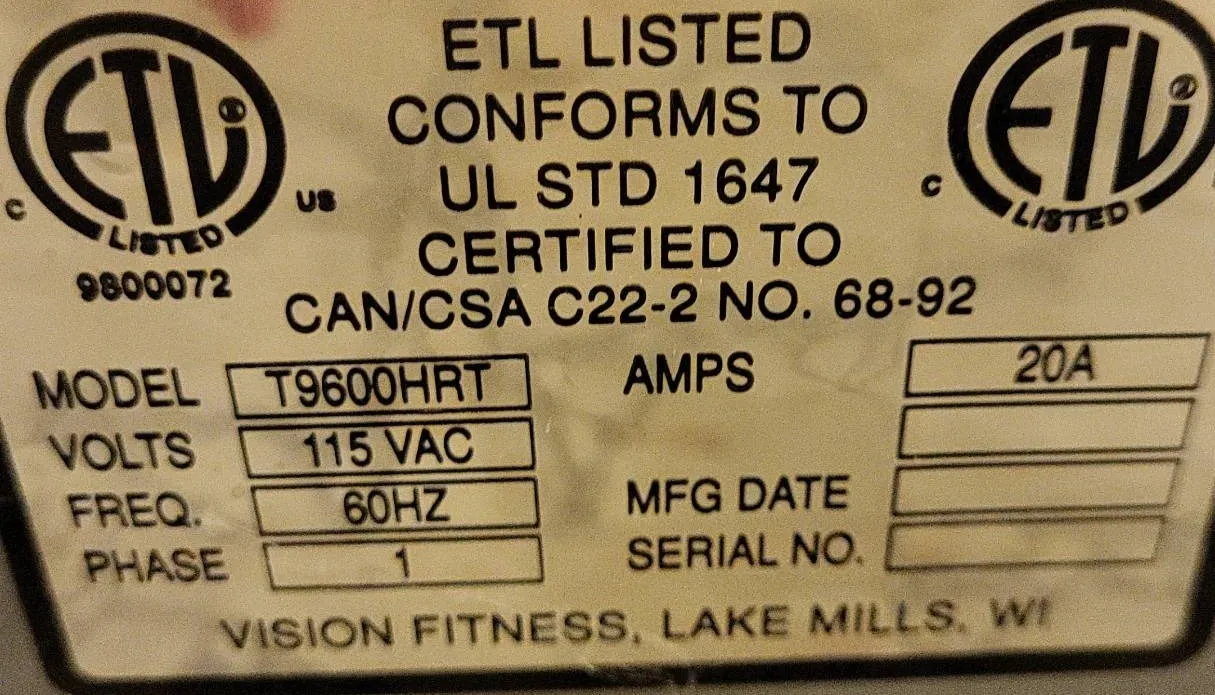 ETL LISTED
CONFORMS TO
UL STD 1647
CERTIFIED TO
CAN/CSA C22-2 NO. 68-92
ETL ®
C US
LISTED
9800072
ETL ®
C
LISTED
MODEL T9600HRT
VOLTS 115 VAC
FREQ. 60HZ
PHASE 1
AMPS 20A
MFG DATE
SERIAL NO.
VISION FITNESS, LAKE MILLS, WI